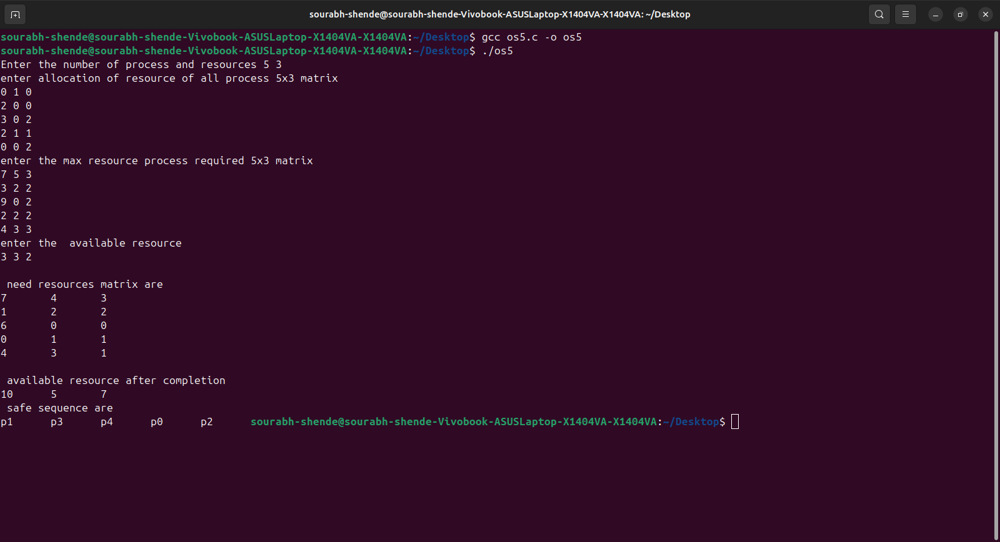 sourabh-shende@sourabh-shende-Vivobook-ASUSLaptop-X1404VA-X1404VA: ~/Desktop
sourabh-shende@sourabh-shende-Vivobook-ASUSLaptop-X1404VA-X1404VA:~/Desktop$ gcc os5.c -o os5
sourabh-shende@sourabh-shende-Vivobook-ASUSLaptop-X1404VA-X1404VA:~/Desktop$ ./os5
Enter the number of process and resources 5 3
enter allocation of resource of all process 5x3 matrix
0 1 0
2 0 0
3 0 2
2 1 1
0 0 2
enter the max resource process required 5x3 matrix
7 5 3
3 2 2
9 0 2
2 2 2
4 3 3
enter the  available resource
3 3 2
need resources matrix are
7       4       3
1       2       2
6       0       0
0       1       1
4       3       1
available resource after completion
10      5       7
safe sequence are
p1      p3      p4      p0      p2      sourabh-shende@sourabh-shende-Vivobook-ASUSLaptop-X1404VA-X1404VA:~/Desktop$